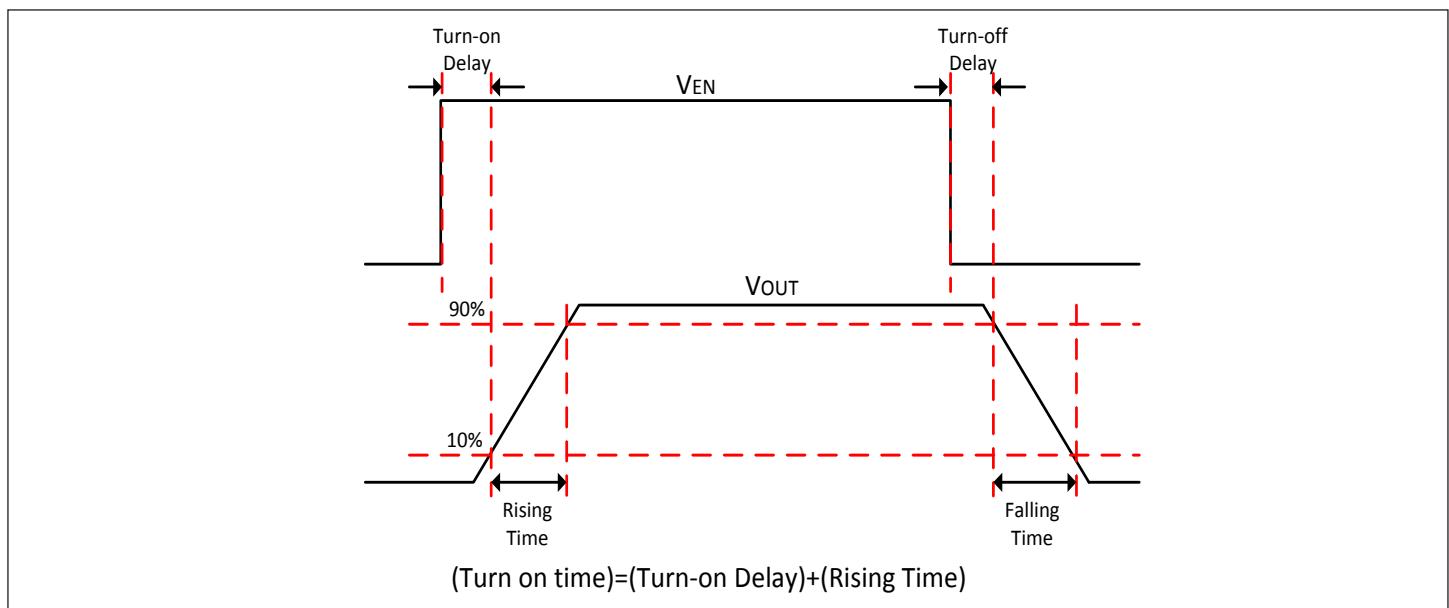 Turn-on
Delay
Turn-off
Delay
VEN
VOUT
90%
10%
Rising
Time
Falling
Time
(Turn on time)=(Turn-on Delay)+(Rising Time)